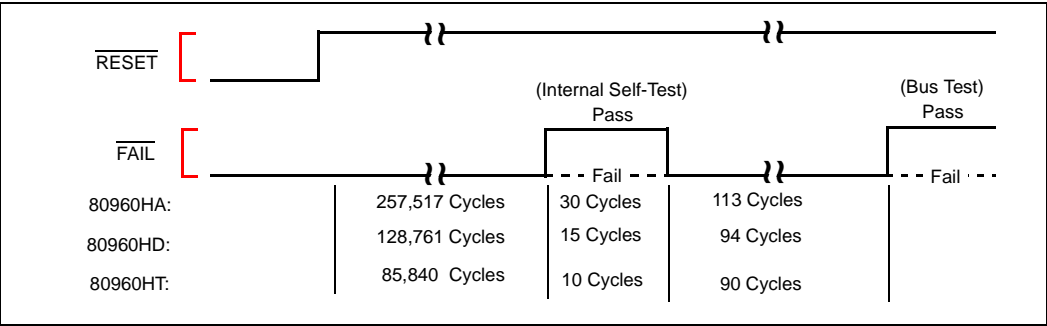 RESET
(Internal Self-Test)
Pass
(Bus Test)
Pass
FAIL
Fail
Fail
80960HA: 257,517 Cycles 30 Cycles 113 Cycles
80960HD: 128,761 Cycles 15 Cycles 94 Cycles
80960HT: 85,840 Cycles 10 Cycles 90 Cycles